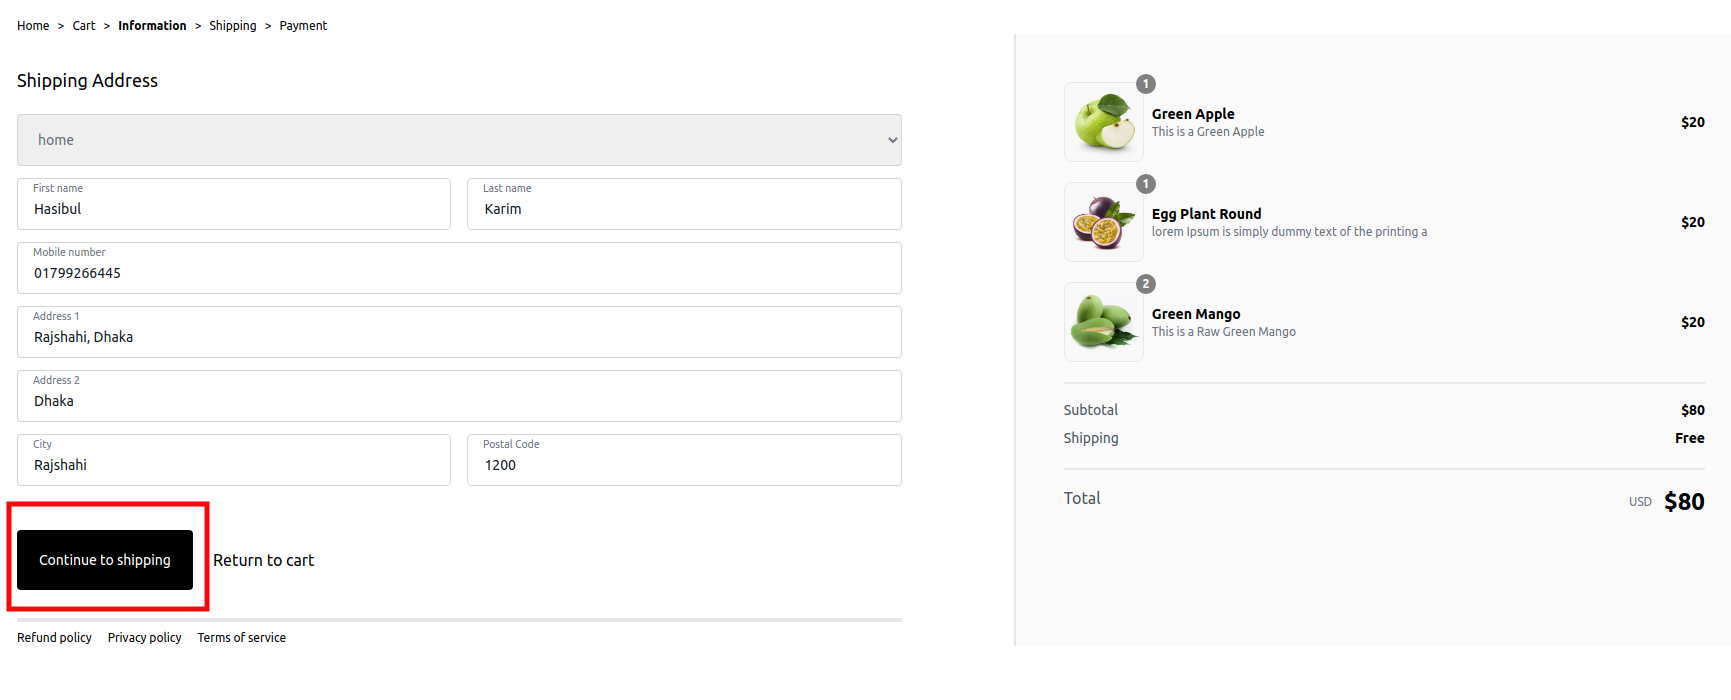 Home > Cart > Information > Shipping > Payment
Shipping Address
home
First name
Hasibul
Last name
Karim
Mobile number
01799266445
Address 1
Rajshahi, Dhaka
Address 2
Dhaka
City
Rajshahi
Postal Code
1200
Continue to shipping
Return to cart
Refund policy Privacy policy Terms of service
1
Green Apple
This is a Green Apple
$20
1
Egg Plant Round
lorem Ipsum is simply dummy text of the printing a
$20
2
Green Mango
This is a Raw Green Mango
$20
Subtotal $80
Shipping Free
Total USD $80